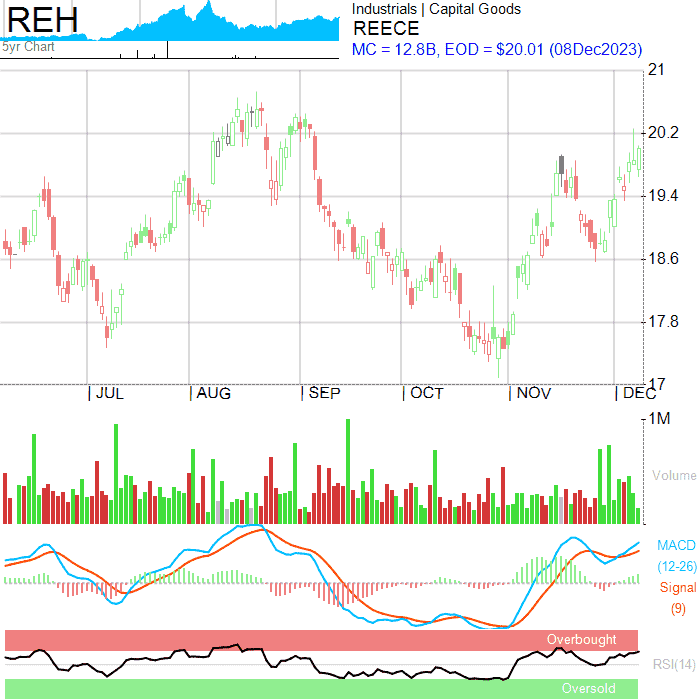 REH
5yr Chart
Industrials | Capital Goods
REECE
MC = 12.8B, EOD = $20.01 (08Dec2023)
21
20.2
19.4
18.6
17.8
17
JUL AUG SEP OCT NOV DEC
1M
Volume
MACD
(12-26)
Signal
(9)
Overbought
RSI(14)
Oversold